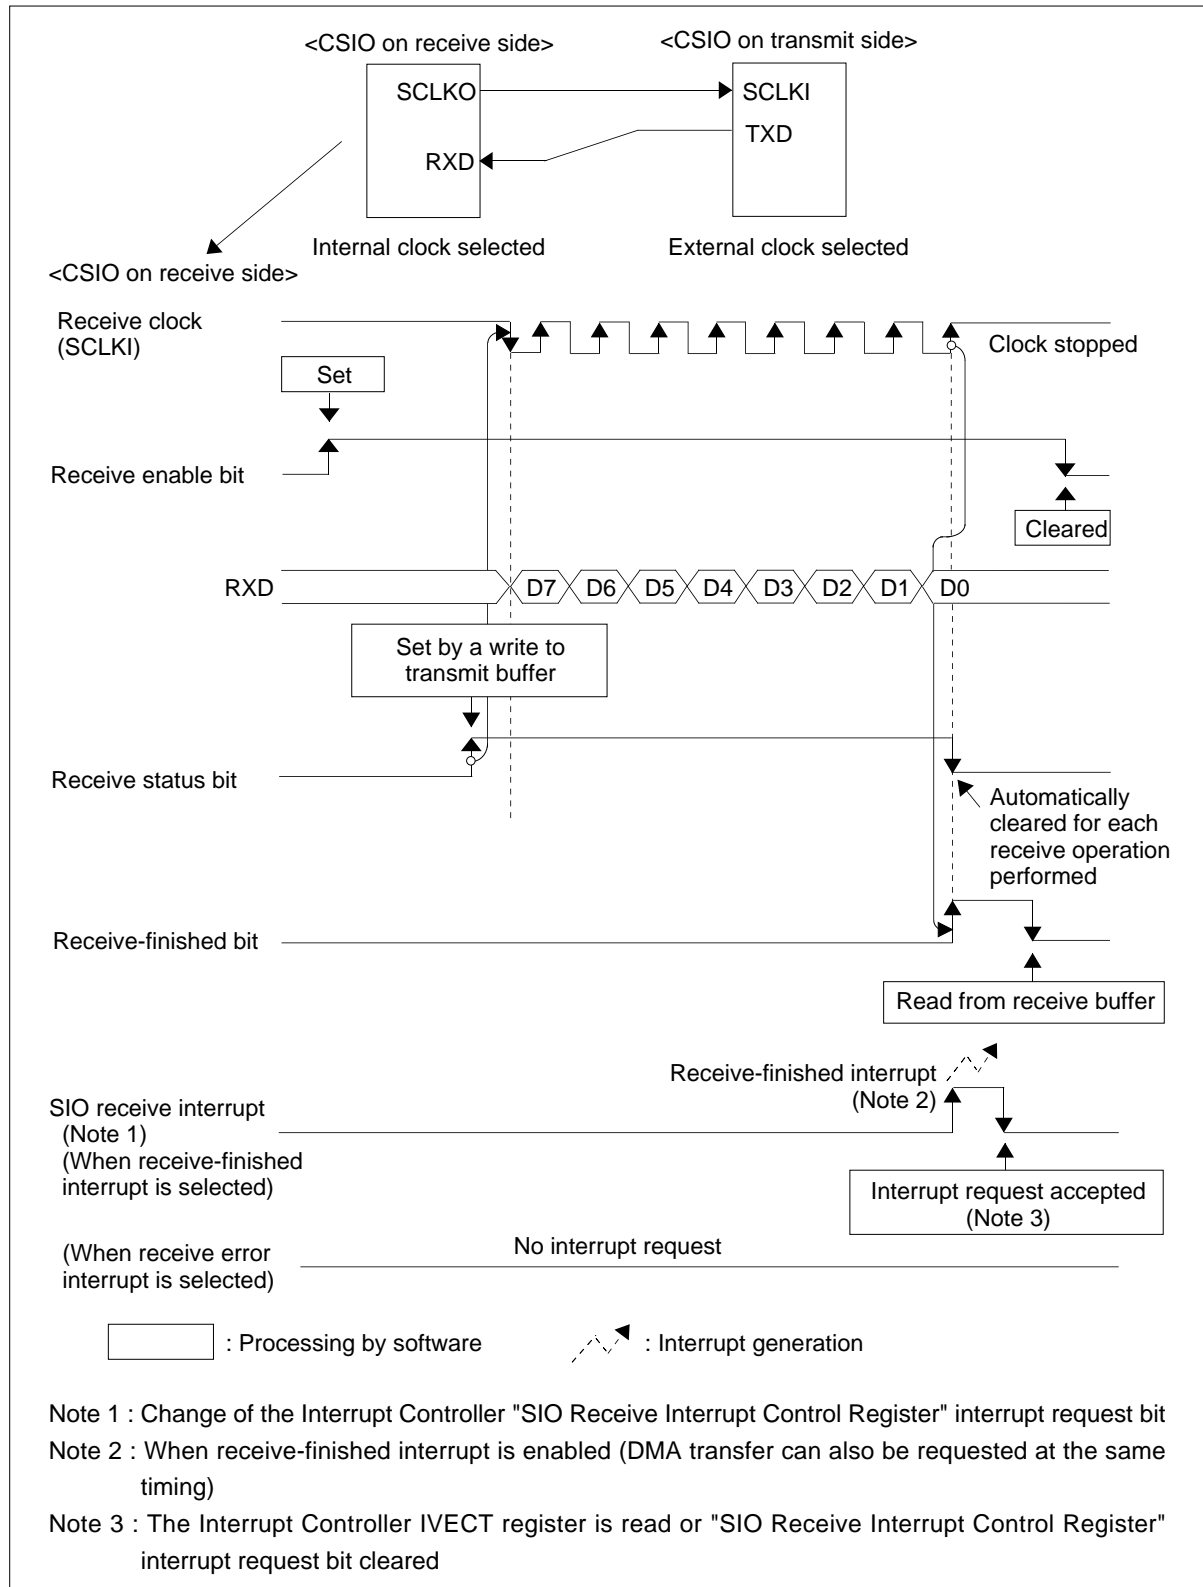 <CSIO on receive side>
<CSIO on transmit side>
SCLKO
SCLKI
TXD
RXD
Internal clock selected
External clock selected
<CSIO on receive side>
Receive clock
(SCLKI)
Clock stopped
Set
Receive enable bit
Cleared
RXD
D7
D6
D5
D4
D3
D2
D1
D0
Set by a write to
transmit buffer
Receive status bit
Automatically
cleared for each
receive operation
performed
Receive-finished bit
Read from receive buffer
Receive-finished interrupt
(Note 2)
SIO receive interrupt
(Note 1)
(When receive-finished
interrupt is selected)
Interrupt request accepted
(Note 3)
(When receive error
interrupt is selected)
No interrupt request
: Processing by software
: Interrupt generation
Note 1 : Change of the Interrupt Controller "SIO Receive Interrupt Control Register" interrupt request bit
Note 2 : When receive-finished interrupt is enabled (DMA transfer can also be requested at the same
timing)
Note 3 : The Interrupt Controller IVECT register is read or "SIO Receive Interrupt Control Register"
interrupt request bit cleared